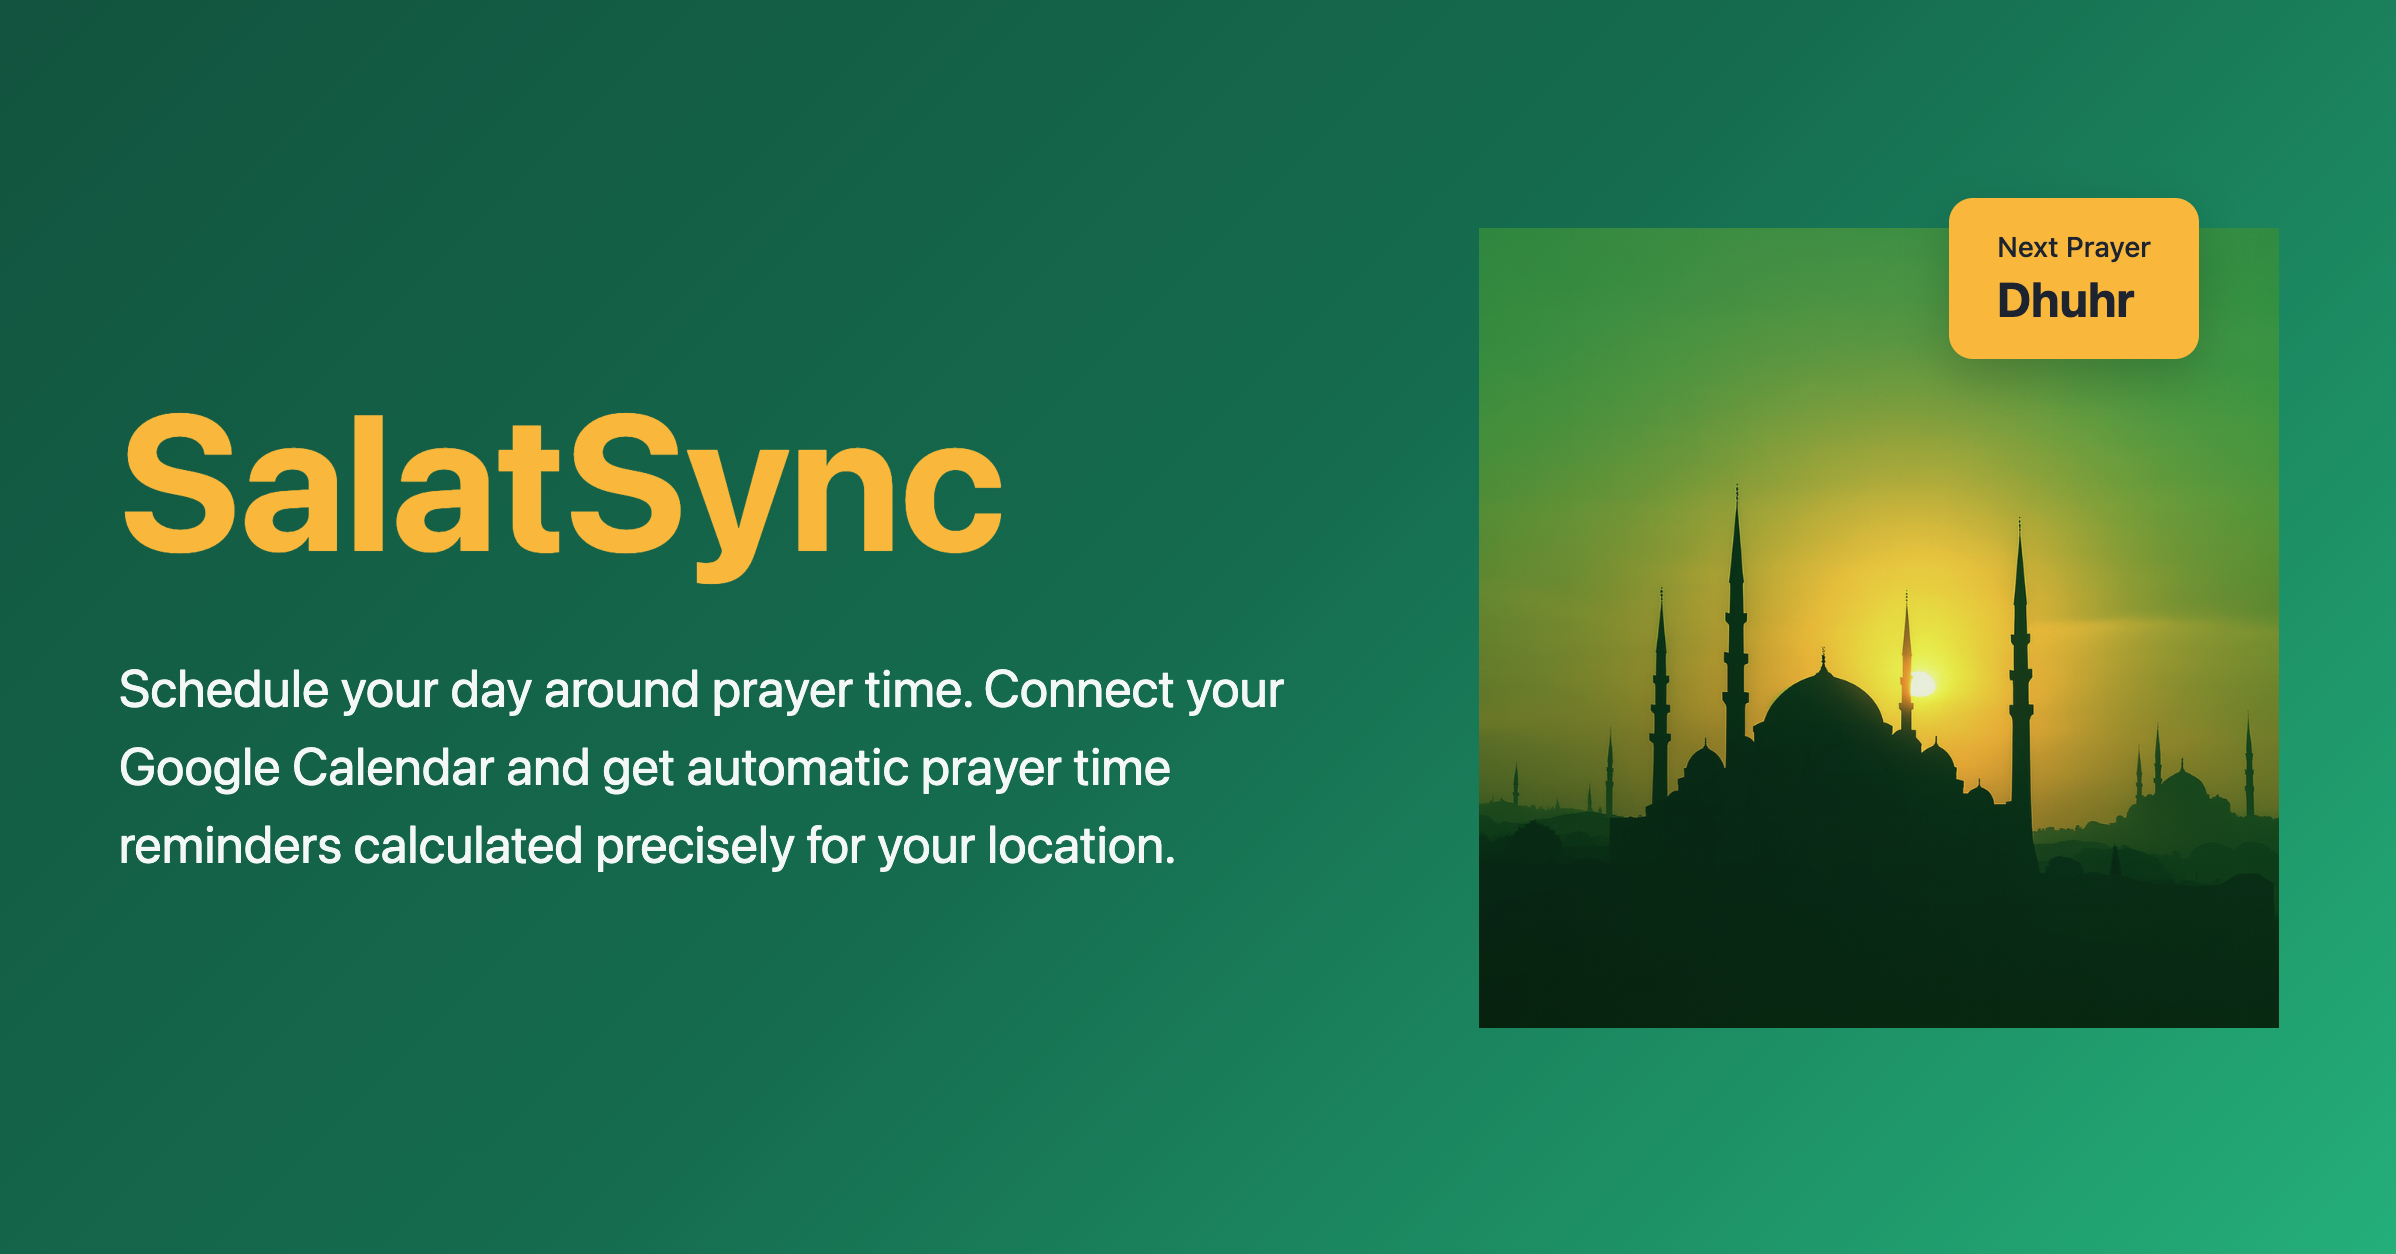 SalatSync
Schedule your day around prayer time. Connect your
Google Calendar and get automatic prayer time
reminders calculated precisely for your location.
Next Prayer
Dhuhr